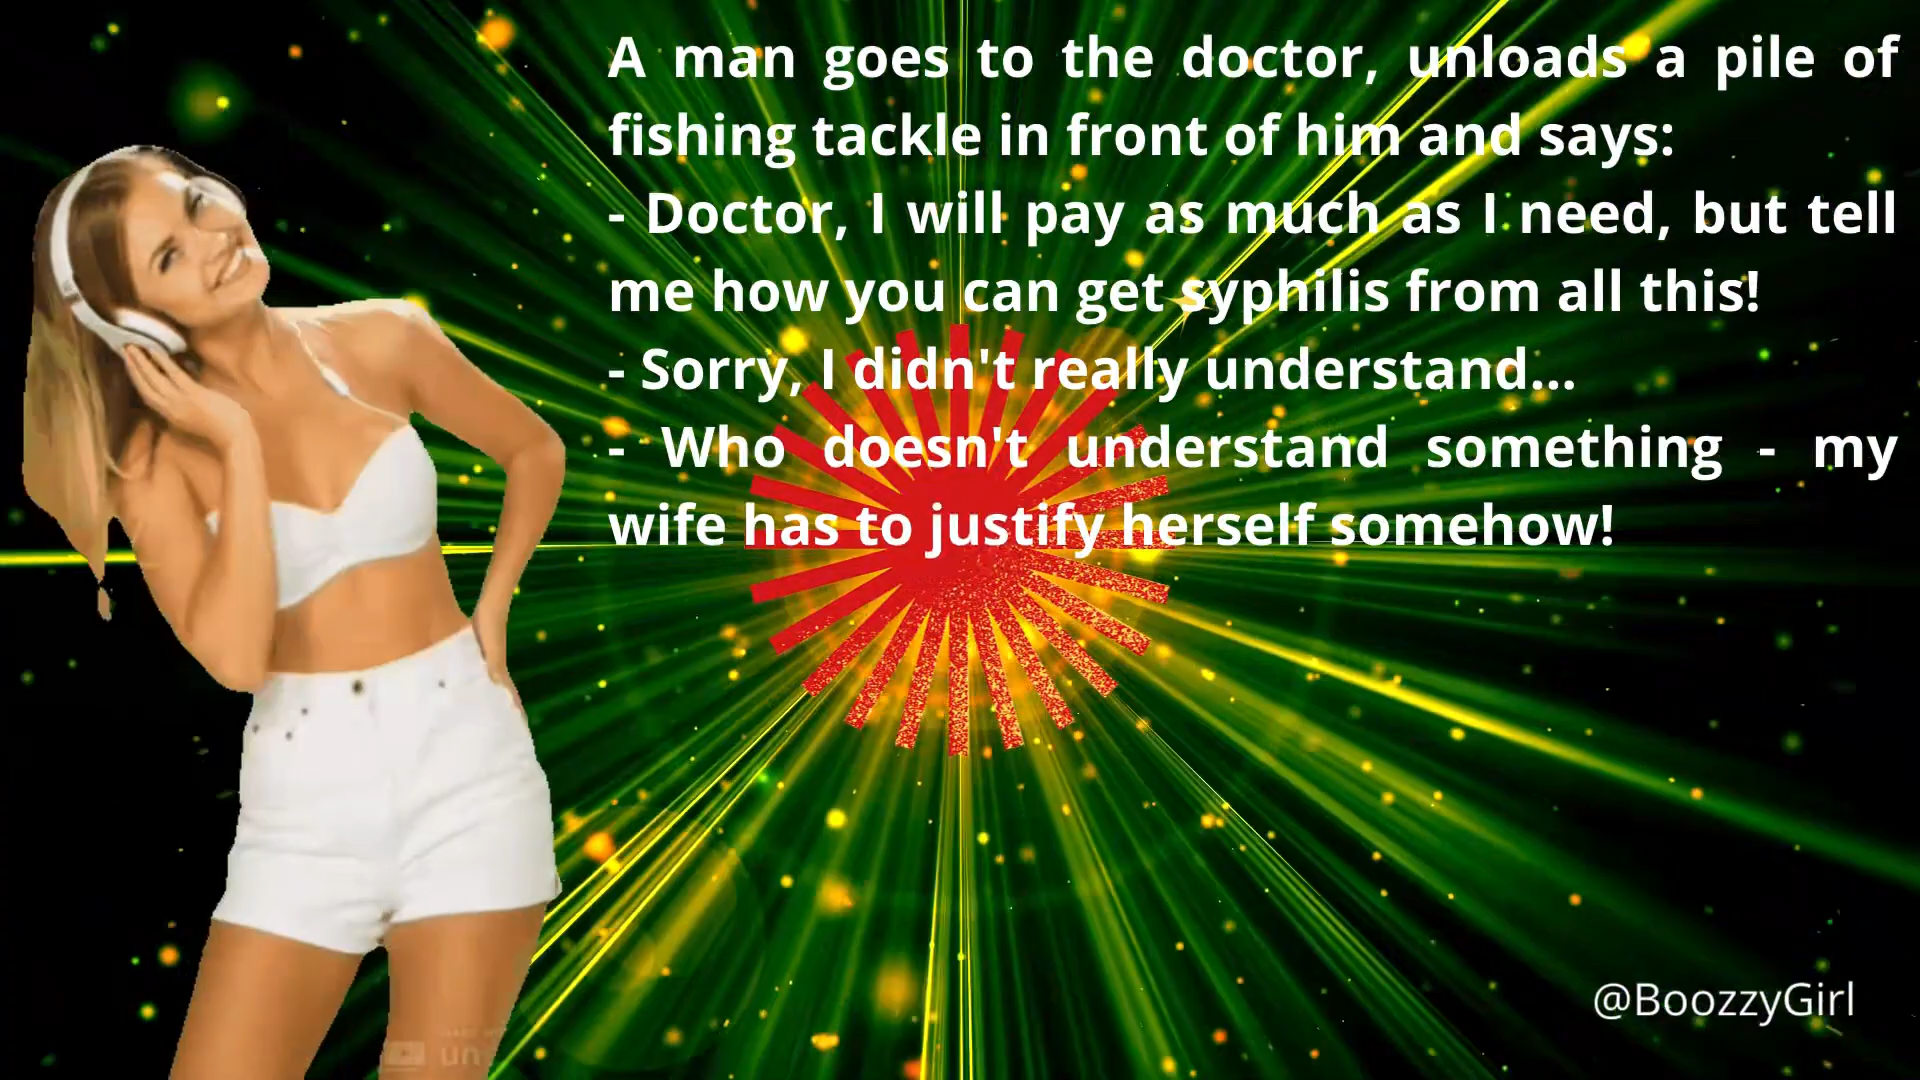 A man goes to the doctor, unloads a pile of
fishing tackle in front of him and says:
- Doctor, I will pay as much as I need, but tell
me how you can get syphilis from all this!
- Sorry, I didn't really understand...
- Who doesn't understand something - my
wife has to justify herself somehow!
@BoozzyGirl
un